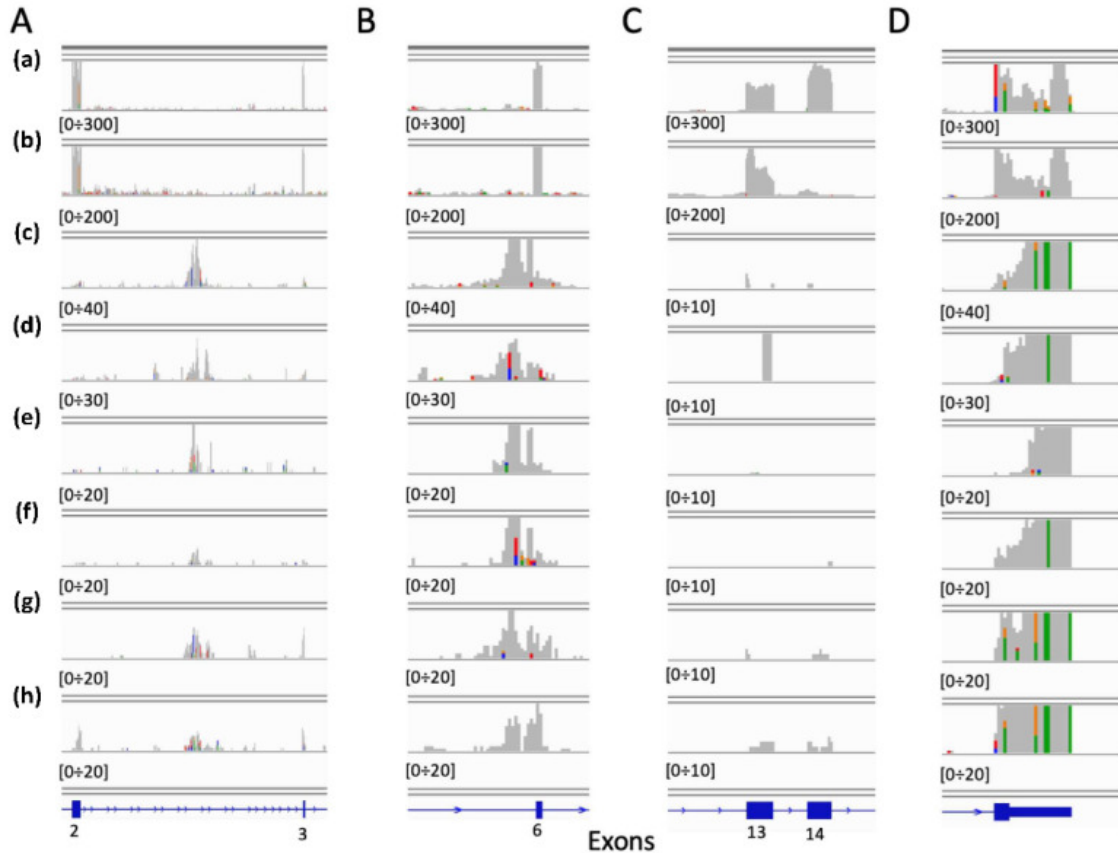 A B C D
(a)
[0÷300] [0÷300] [0÷300] [0÷300]
(b)
[0÷200] [0÷200] [0÷200] [0÷200]
(c)
[0÷40] [0÷40] [0÷10] [0÷40]
(d)
[0÷30] [0÷30] [0÷10] [0÷30]
(e)
[0÷20] [0÷20] [0÷10] [0÷20]
(f)
[0÷20] [0÷20] [0÷10] [0÷20]
(g)
[0÷20] [0÷20] [0÷10] [0÷20]
(h)
[0÷20] [0÷20] [0÷10] [0÷20]
2 3 6 13 14
Exons